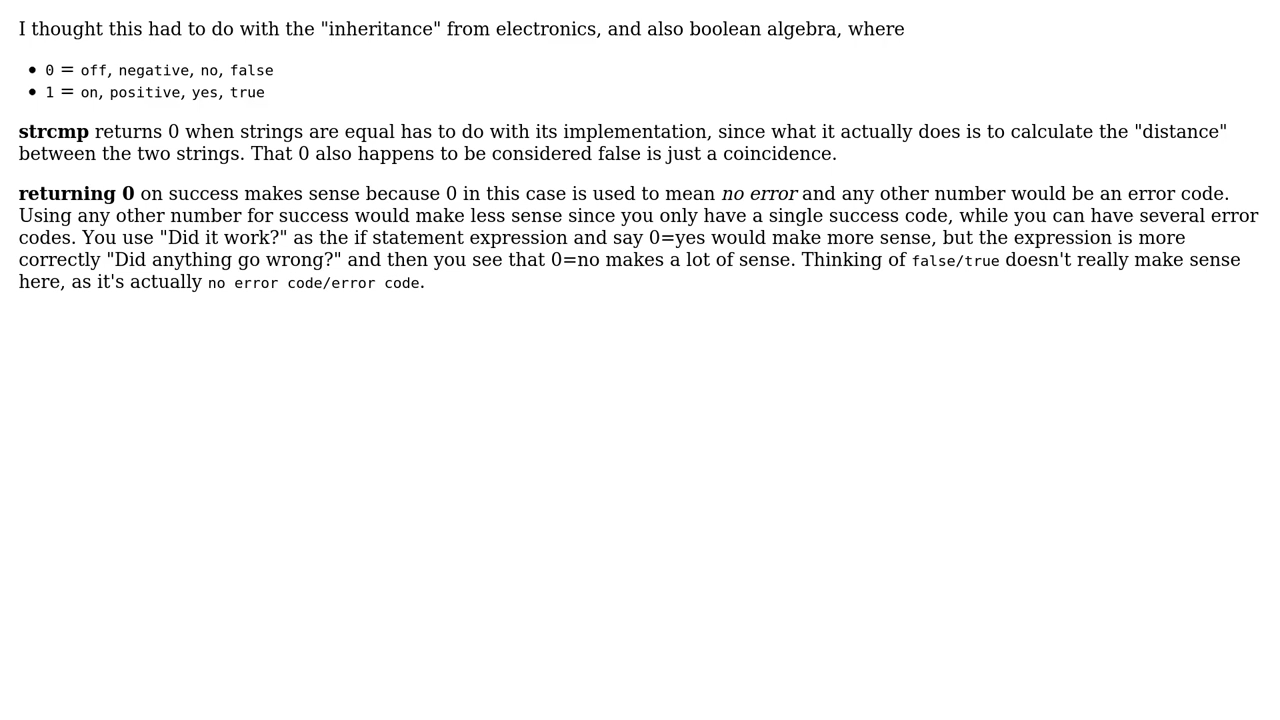 I thought this had to do with the "inheritance" from electronics, and also boolean algebra, where
• 0 = off, negative, no, false
• 1 = on, positive, yes, true
strcmp returns 0 when strings are equal has to do with its implementation, since what it actually does is to calculate the "distance"
between the two strings. That 0 also happens to be considered false is just a coincidence.
returning 0 on success makes sense because 0 in this case is used to mean no error and any other number would be an error code.
Using any other number for success would make less sense since you only have a single success code, while you can have several error
codes. You use "Did it work?" as the if statement expression and say 0=yes would make more sense, but the expression is more
correctly "Did anything go wrong?" and then you see that 0=no makes a lot of sense. Thinking of false/true doesn't really make sense
here, as it's actually no error code/error code.